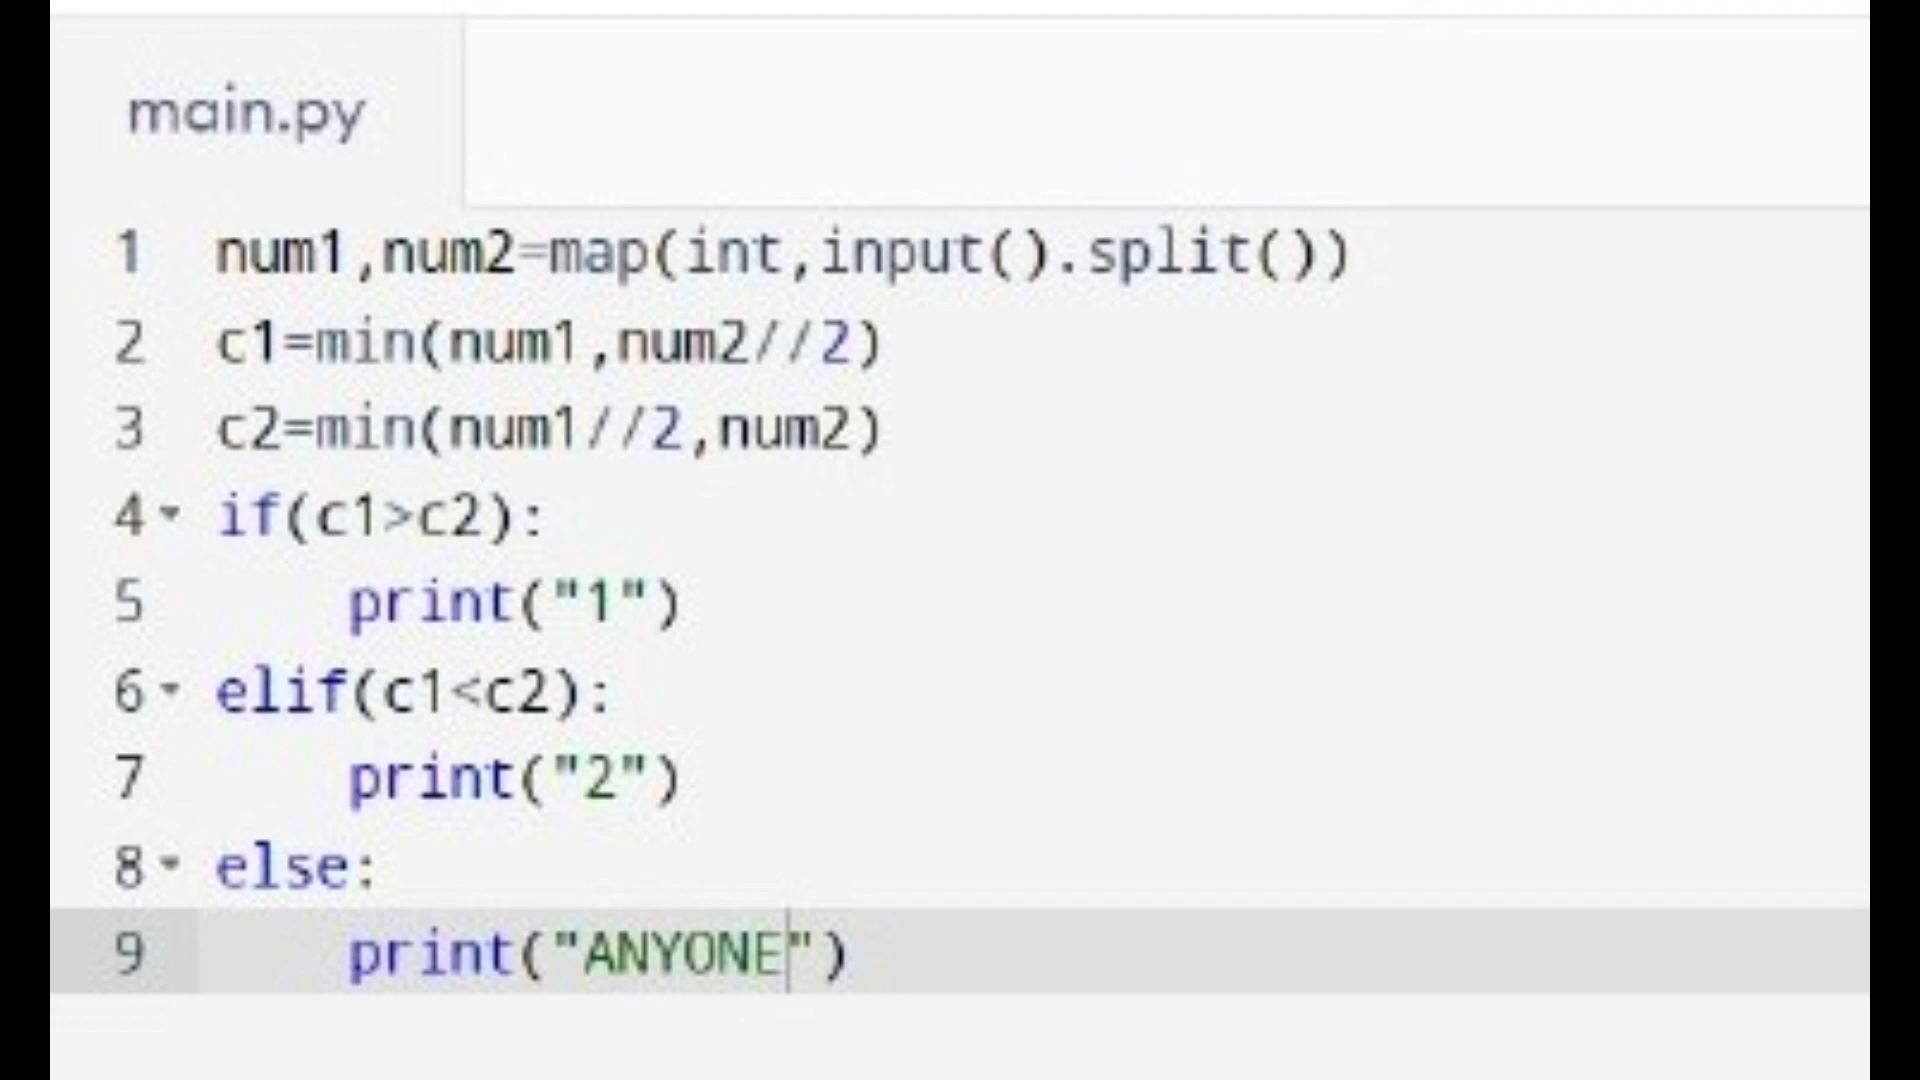 main.py
1 num1,num2=map(int,input().split())
2 c1=min(num1,num2//2)
3 c2=min(num1//2,num2)
4 if(c1>c2):
5     print("1")
6 elif(c1<c2):
7     print("2")
8 else:
9     print("ANYONE")